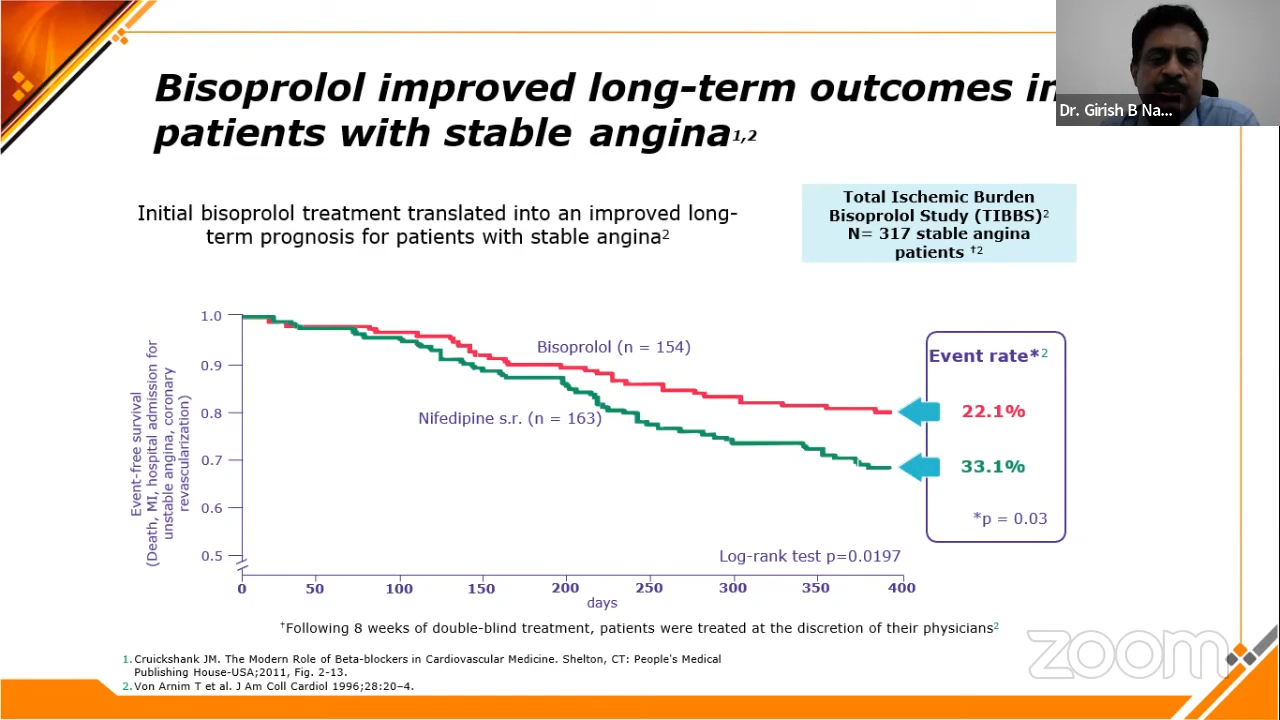 Bisoprolol improved long-term outcomes in
patients with stable angina1,2
Dr. Girish B Na...
Initial bisoprolol treatment translated into an improved long-
term prognosis for patients with stable angina2
Total Ischemic Burden
Bisoprolol Study (TIBBS)2
N= 317 stable angina
patients †2
Event-free survival
(Death, MI, hospital admission for
unstable angina, coronary
revascularization)
1.0
0.9
0.8
0.7
0.6
0.5
Bisoprolol (n = 154)
Nifedipine s.r. (n = 163)
Event rate*2
22.1%
33.1%
*p = 0.03
Log-rank test p=0.0197
0 50 100 150 200 250 300 350 400
days
†Following 8 weeks of double-blind treatment, patients were treated at the discretion of their physicians2
1. Cruickshank JM. The Modern Role of Beta-blockers in Cardiovascular Medicine. Shelton, CT: People's Medical
Publishing House-USA;2011, Fig. 2-13.
2. Von Arnim T et al. J Am Coll Cardiol 1996;28:20–4.
zoom